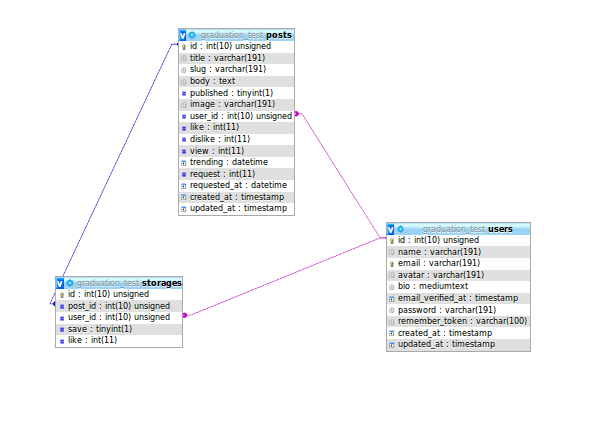 graduation_test posts
id : int(10) unsigned
title : varchar(191)
slug : varchar(191)
body : text
published : tinyint(1)
image : varchar(191)
user_id : int(10) unsigned
like : int(11)
dislike : int(11)
view : int(11)
trending : datetime
request : int(11)
requested_at : datetime
created_at : timestamp
updated_at : timestamp
graduation_test users
id : int(10) unsigned
name : varchar(191)
email : varchar(191)
avatar : varchar(191)
bio : mediumtext
email_verified_at : timestamp
password : varchar(191)
remember_token : varchar(100)
created_at : timestamp
updated_at : timestamp
graduation_test storages
id : int(10) unsigned
post_id : int(10) unsigned
user_id : int(10) unsigned
save : tinyint(1)
like : int(11)